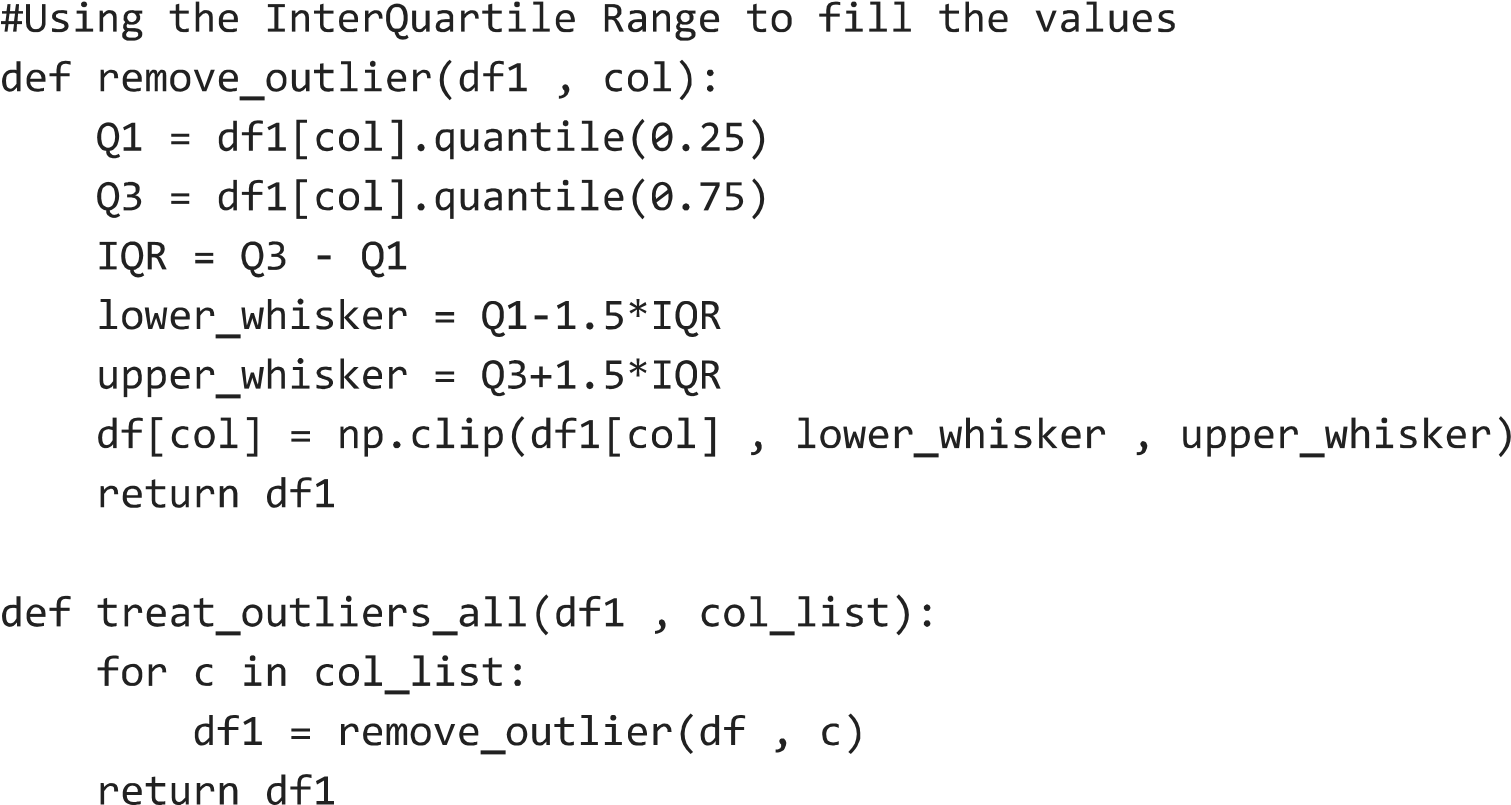 #Using the InterQuartile Range to fill the values
def remove_outlier(df1 , col):
    Q1 = df1[col].quantile(0.25)
    Q3 = df1[col].quantile(0.75)
    IQR = Q3 - Q1
    lower_whisker = Q1-1.5*IQR
    upper_whisker = Q3+1.5*IQR
    df[col] = np.clip(df1[col] , lower_whisker , upper_whisker)
    return df1

def treat_outliers_all(df1 , col_list):
    for c in col_list:
        df1 = remove_outlier(df , c)
    return df1